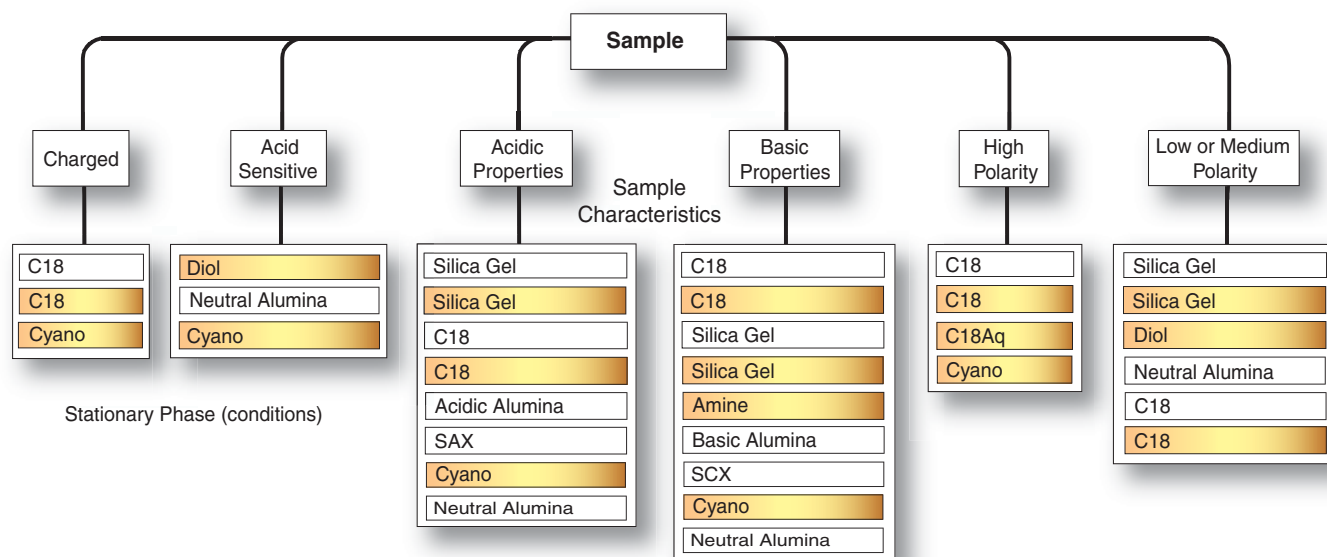 Sample
Charged
Acid
Sensitive
Acidic
Properties
Basic
Properties
High
Polarity
Low or Medium
Polarity
Sample
Characteristics
C18
C18
Cyano
Diol
Neutral Alumina
Cyano
Silica Gel
Silica Gel
C18
C18
Acidic Alumina
SAX
Cyano
Neutral Alumina
C18
C18
Silica Gel
Silica Gel
Amine
Basic Alumina
SCX
Cyano
Neutral Alumina
C18
C18
C18Aq
Cyano
Silica Gel
Silica Gel
Diol
Neutral Alumina
C18
C18
Stationary Phase (conditions)